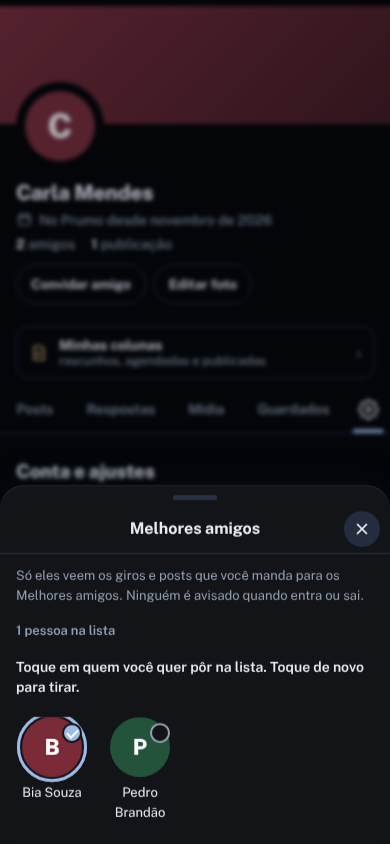 C
Carla Mendes
No Prumo desde novembro de 2026
2 amigos 1 publicação
Convidar amigo Editar foto
Minhas colunas
rascunhos, agendadas e publicadas
Posts Respostas Mídia Guardados
Conta e ajustes
Melhores amigos
Só eles veem os giros e posts que você manda para os
Melhores amigos. Ninguém é avisado quando entra ou sai.
1 pessoa na lista
Toque em quem você quer pôr na lista. Toque de novo
para tirar.
B P
Bia Souza Pedro
Brandão